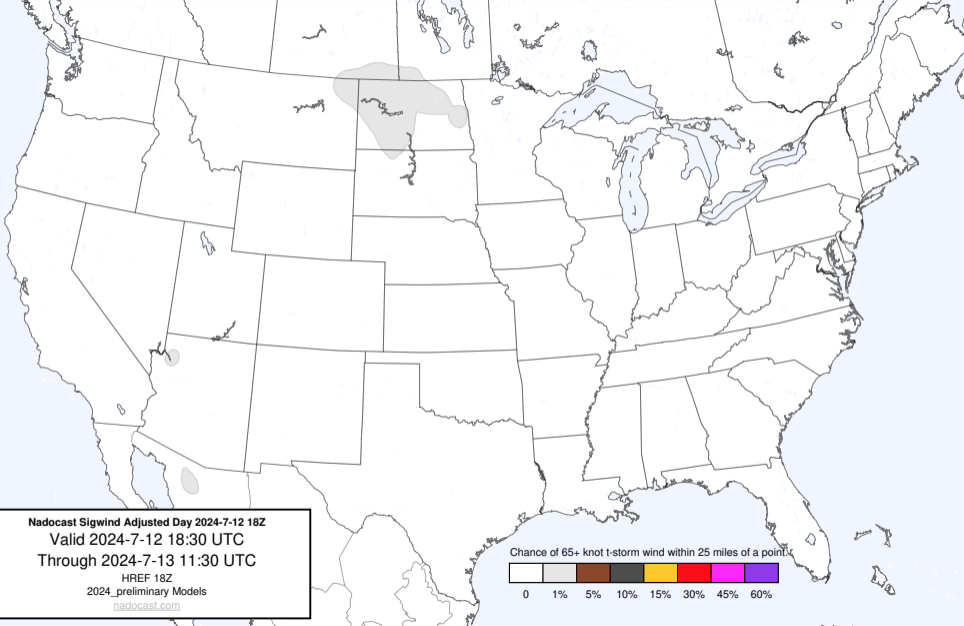 Nadocast Sigwind Adjusted Day 2024-7-12 18Z
Valid 2024-7-12 18:30 UTC
Through 2024-7-13 11:30 UTC
HREF 18Z
2024_preliminary Models
nadocast.com
Chance of 65+ knot t-storm wind within 25 miles of a point.
0 1% 5% 10% 15% 30% 45% 60%